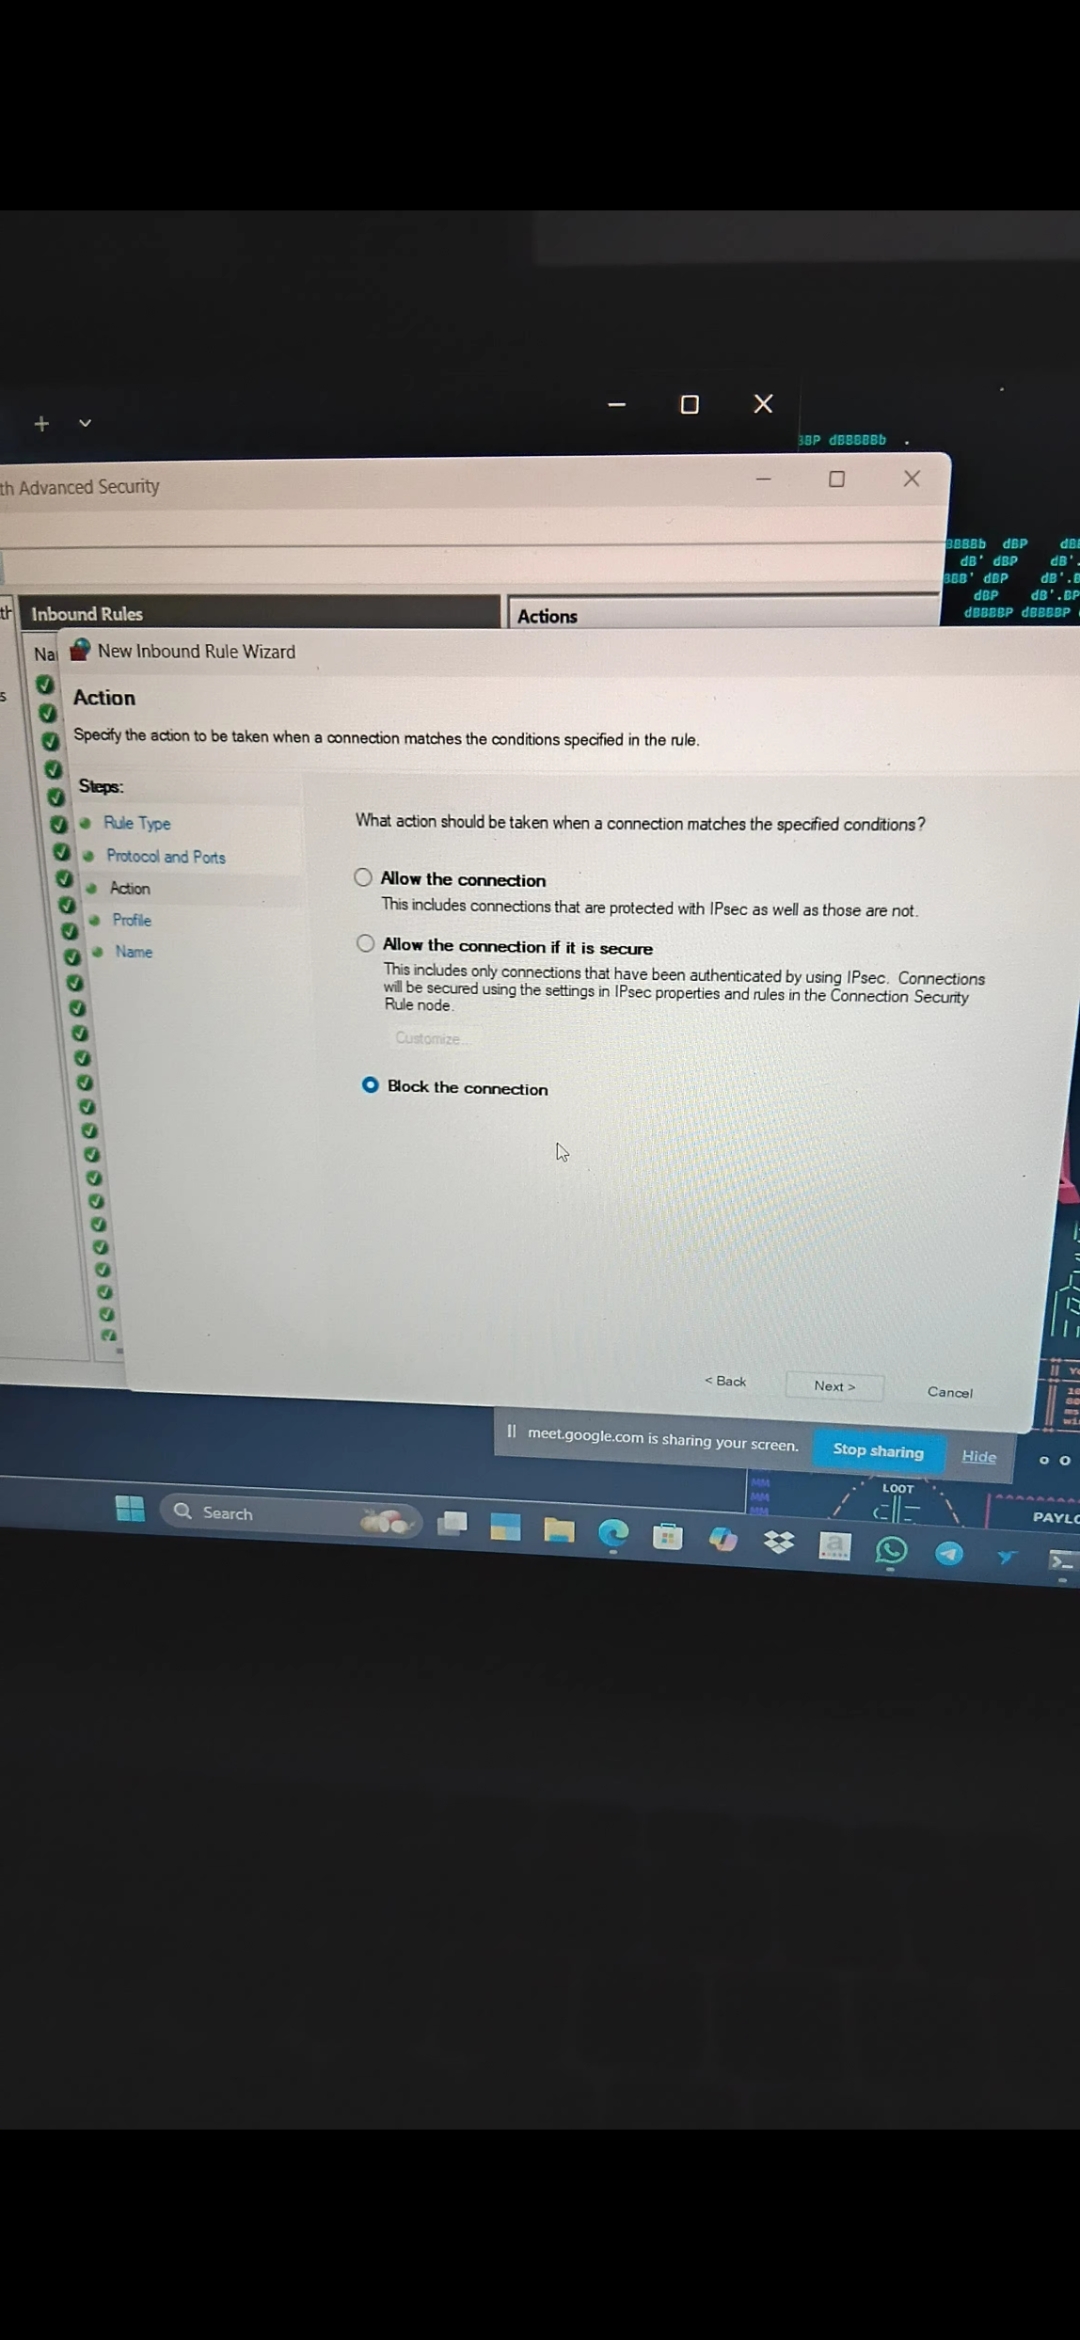 th Advanced Security
Inbound Rules
Actions
New Inbound Rule Wizard
Action
Specify the action to be taken when a connection matches the conditions specified in the rule.
Steps:
Rule Type
Protocol and Ports
Action
Profile
Name
What action should be taken when a connection matches the specified conditions?
Allow the connection
This includes connections that are protected with IPsec as well as those are not.
Allow the connection if it is secure
This includes only connections that have been authenticated by using IPsec. Connections
will be secured using the settings in IPsec properties and rules in the Connection Security
Rule node.
Customize...
Block the connection
< Back
Next >
Cancel
meet.google.com is sharing your screen.
Stop sharing
Hide
LOOT
Search